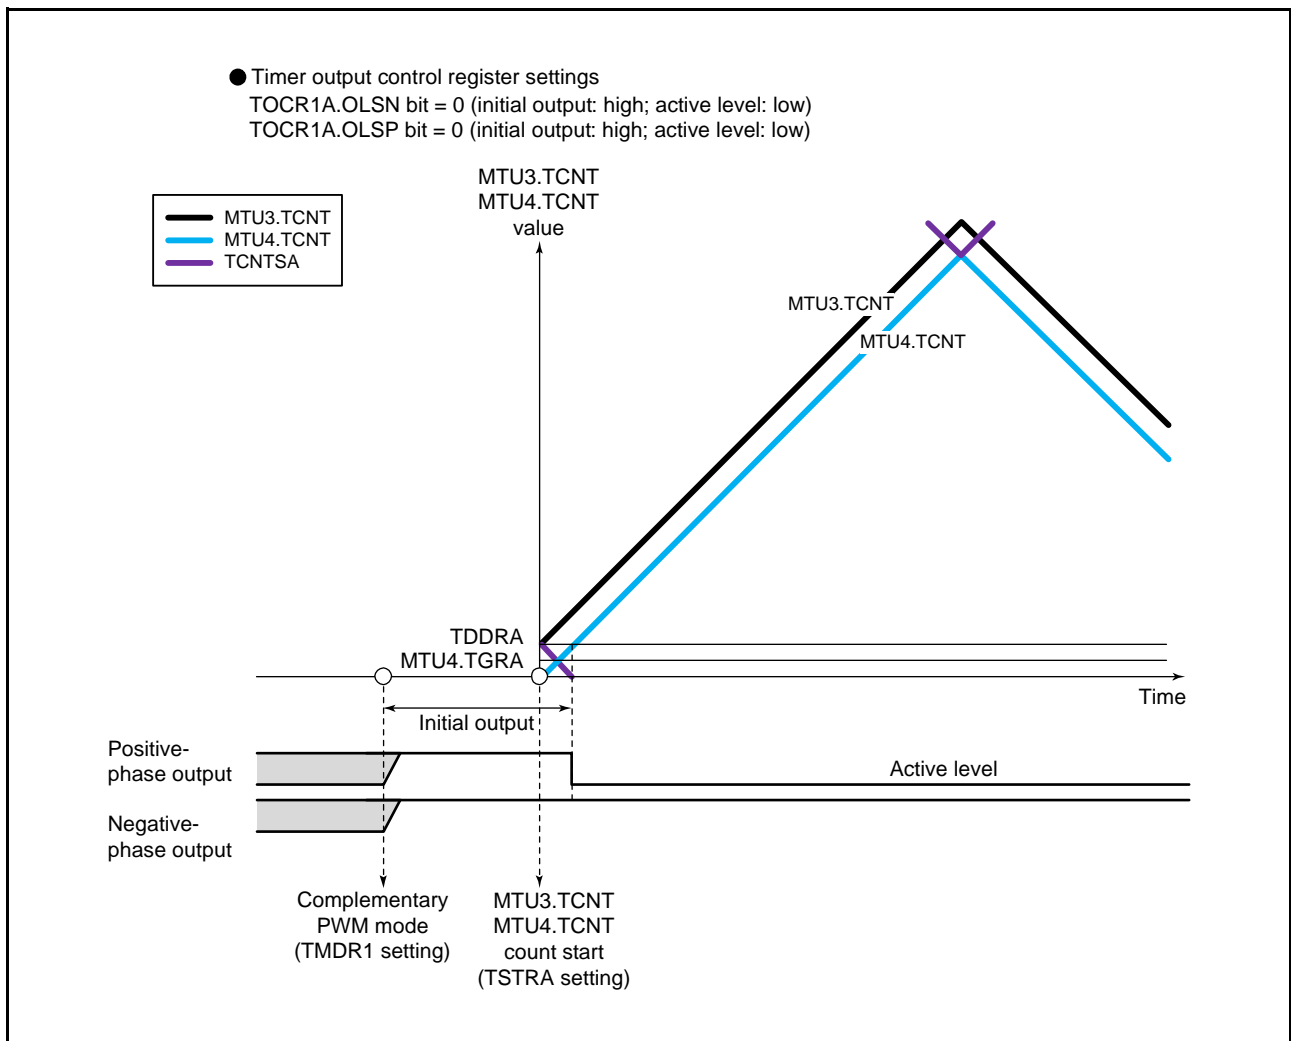 ● Timer output control register settings
TOCR1A.OLSN bit = 0 (initial output: high; active level: low)
TOCR1A.OLSP bit = 0 (initial output: high; active level: low)
MTU3.TCNT
MTU4.TCNT
value
MTU3.TCNT
MTU4.TCNT
TCNTSA
MTU3.TCNT
MTU4.TCNT
TDDRA
MTU4.TGRA
Time
Initial output
Positive-
phase output
Active level
Negative-
phase output
Complementary
PWM mode
(TMDR1 setting)
MTU3.TCNT
MTU4.TCNT
count start
(TSTRA setting)